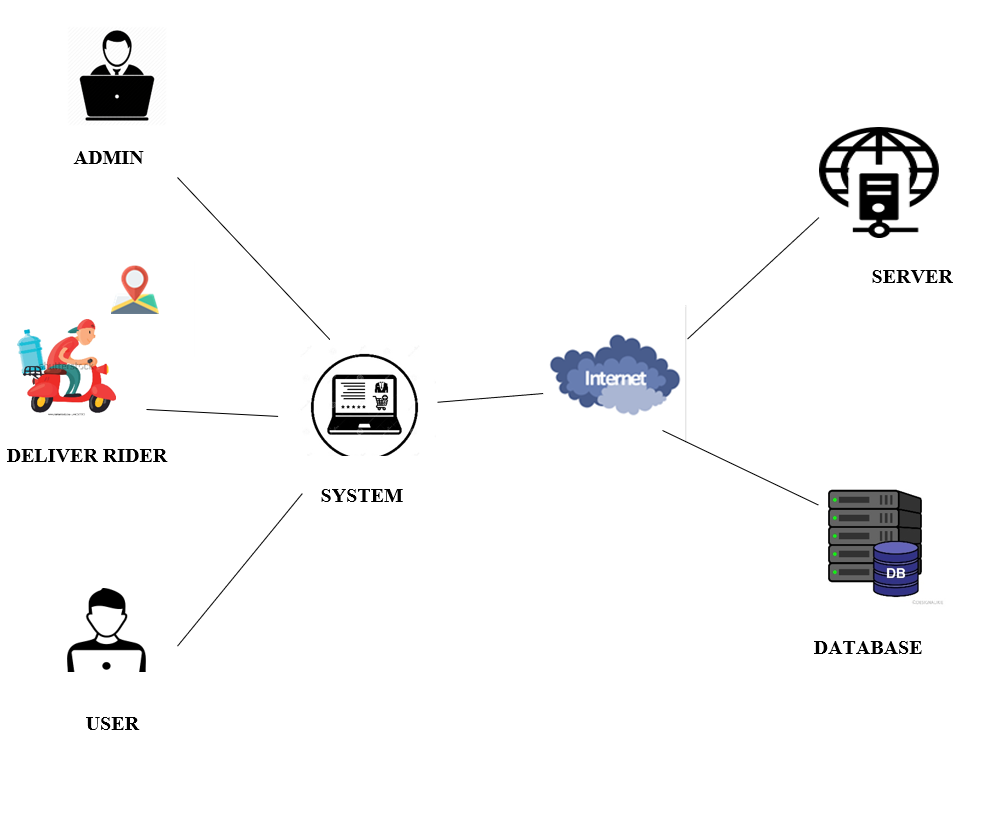 ADMIN
SERVER
Internet
DELIVER RIDER
SYSTEM
DB
DATABASE
USER